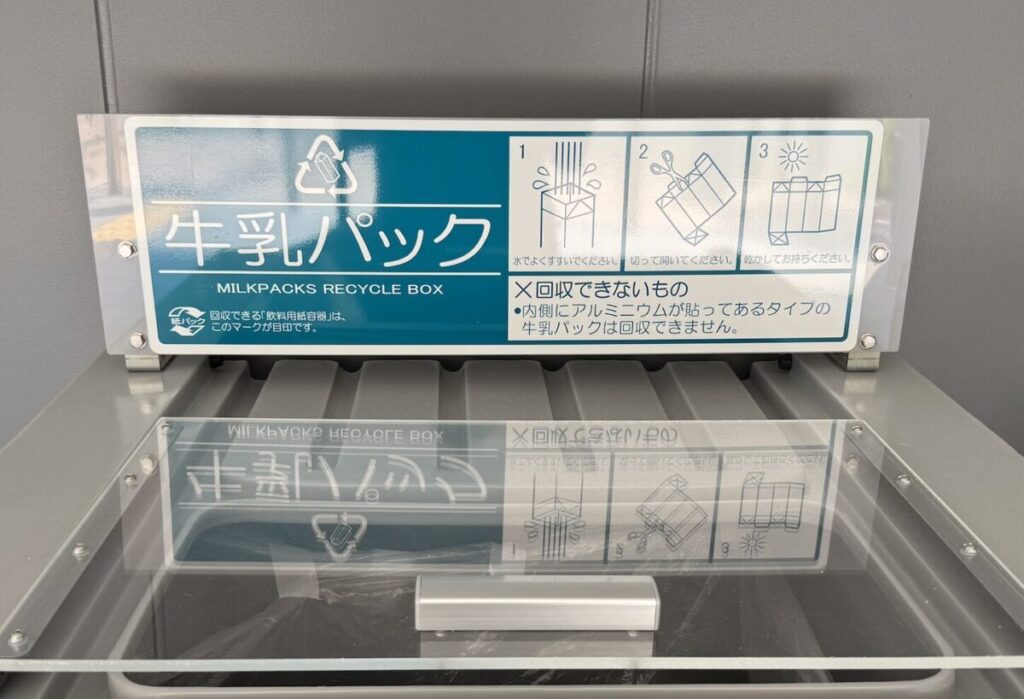 牛乳パック
MILKPACKS RECYCLE BOX
紙パック
回収できる「飲料用紙容器」は、
このマークが目印です。
1
水でよくすすいでください。
2
切って開いてください。
3
乾かしてお持ちください。
×回収できないもの
•内側にアルミニウムが貼ってあるタイプの
牛乳パックは回収できません。